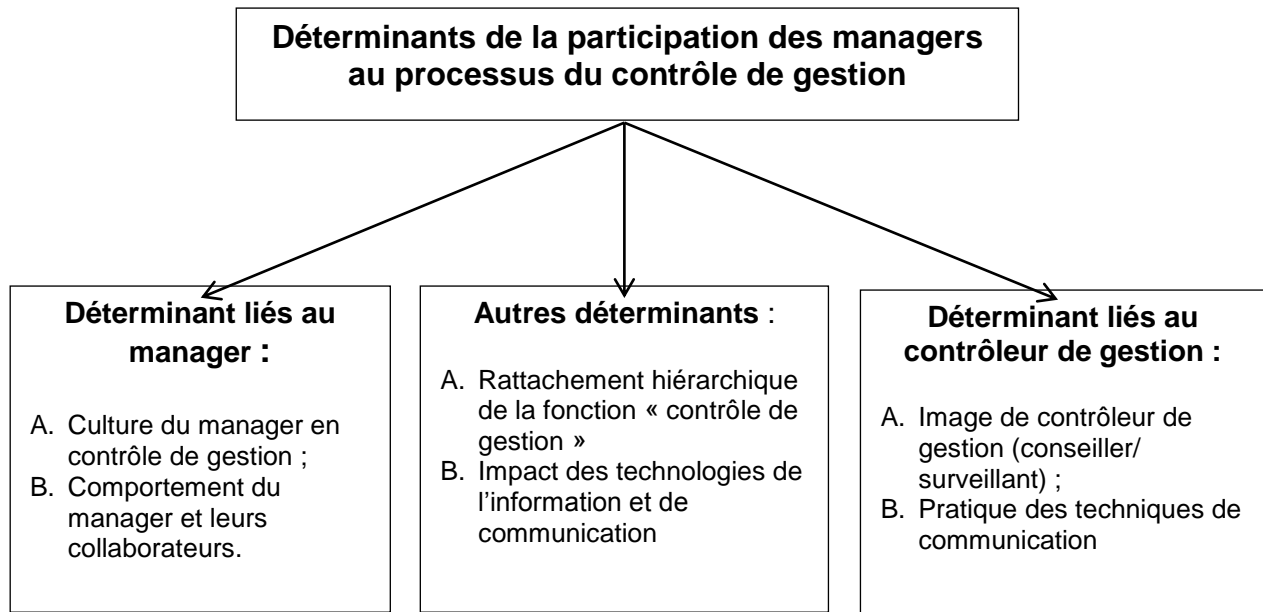 Déterminants de la participation des managers
au processus du contrôle de gestion
Déterminant liés au
manager :
A. Culture du manager en
contrôle de gestion ;
B. Comportement du
manager et leurs
collaborateurs.
Autres déterminants :
A. Rattachement hiérarchique
de la fonction « contrôle de
gestion »
B. Impact des technologies de
l’information et de
communication
Déterminant liés au
contrôleur de gestion :
A. Image de contrôleur de
gestion (conseiller/
surveillant) ;
B. Pratique des techniques de
communication